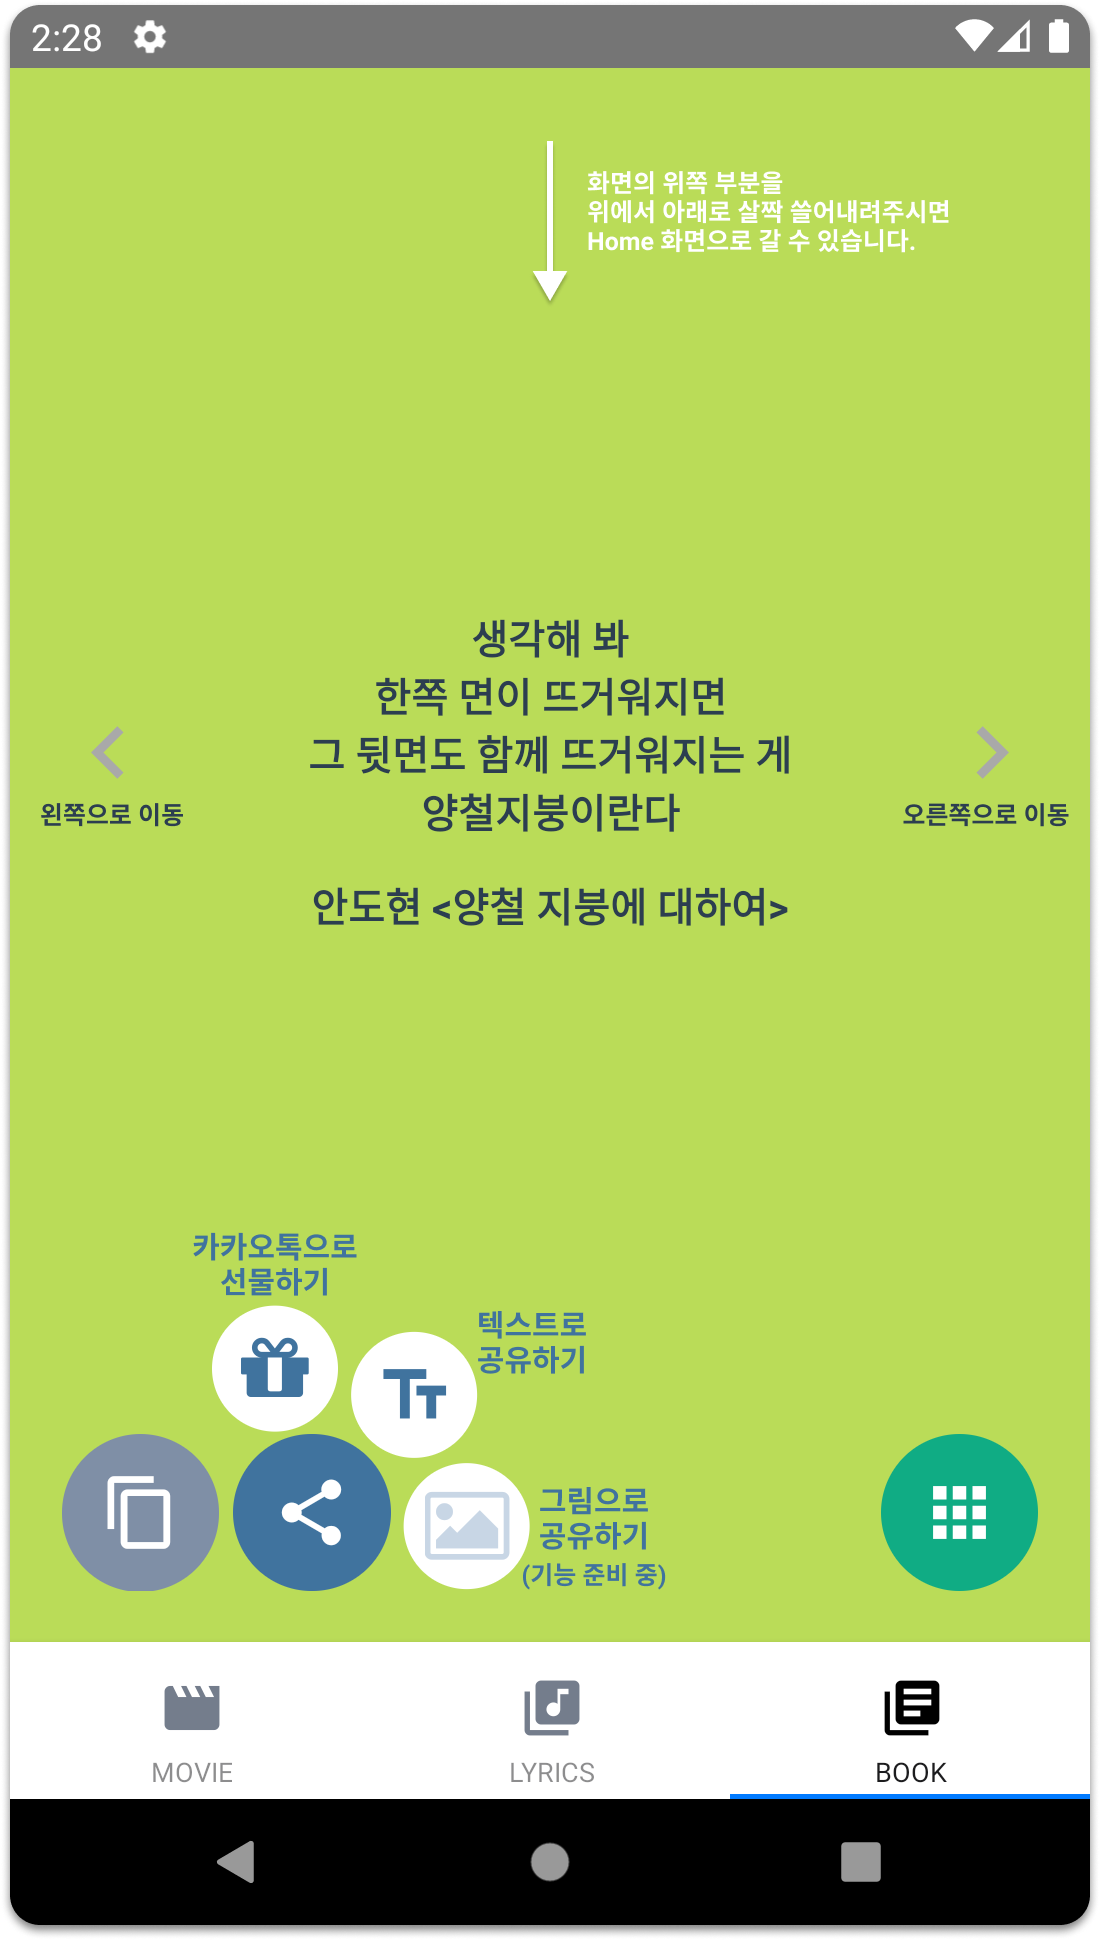 2:28
화면의 위쪽 부분을
위에서 아래로 살짝 쓸어내려주시면
Home 화면으로 갈 수 있습니다.
생각해 봐
한쪽 면이 뜨거워지면
그 뒷면도 함께 뜨거워지는 게
양철지붕이란다
왼쪽으로 이동
오른쪽으로 이동
안도현 <양철 지붕에 대하여>
카카오톡으로
선물하기
텍스트로
공유하기
그림으로
공유하기
(기능 준비 중)
MOVIE
LYRICS
BOOK